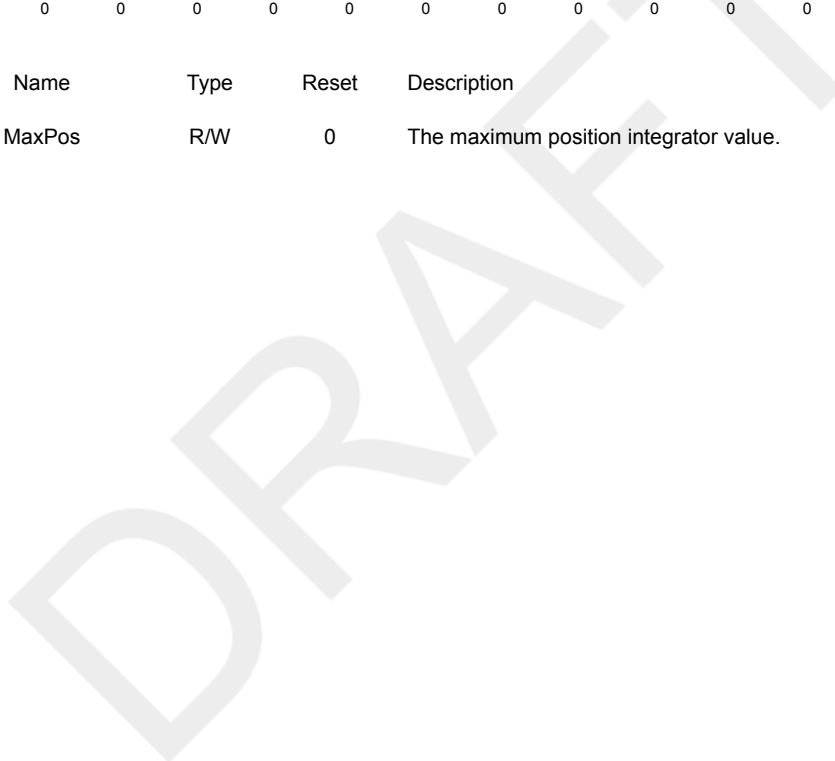 0 0 0 0 0 0 0 0 0 0 0
Name Type Reset Description
MaxPos R/W 0 The maximum position integrator value.
DRAFT